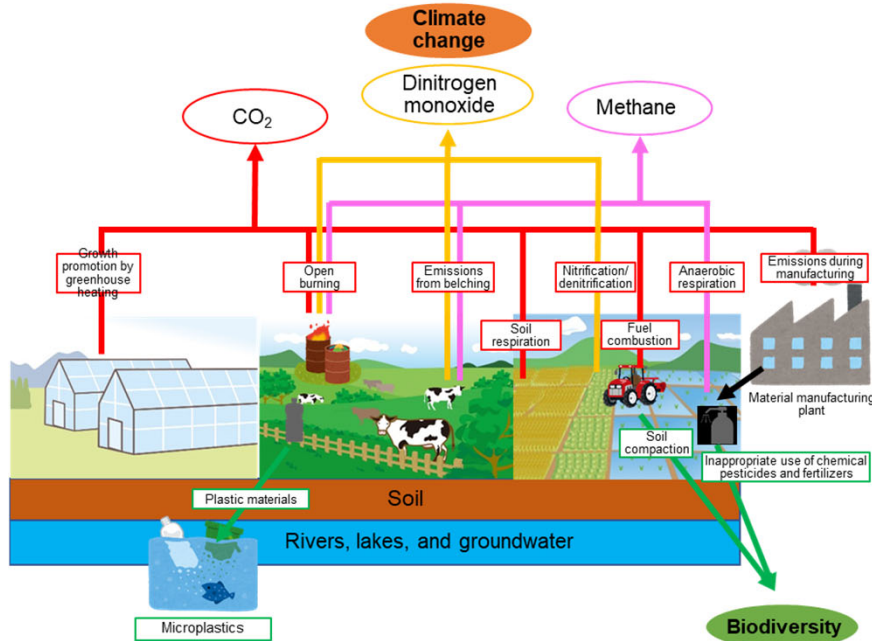 Climate
change
Dinitrogen
monoxide
CO₂
Methane
Growth
promotion by
greenhouse
heating
Open
burning
Emissions
from belching
Nitrification/
denitrification
Anaerobic
respiration
Emissions during
manufacturing
Soil
respiration
Fuel
combustion
Material manufacturing
plant
Soil
compaction
Inappropriate use of chemical
pesticides and fertilizers
Plastic materials
Soil
Rivers, lakes, and groundwater
Microplastics
Biodiversity